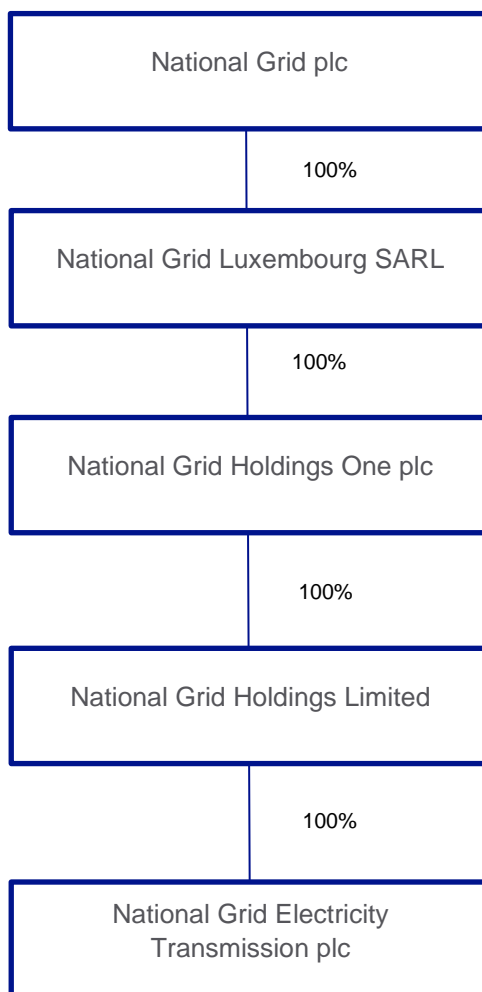 National Grid plc
100%
National Grid Luxembourg SARL
100%
National Grid Holdings One plc
100%
National Grid Holdings Limited
100%
National Grid Electricity
Transmission plc